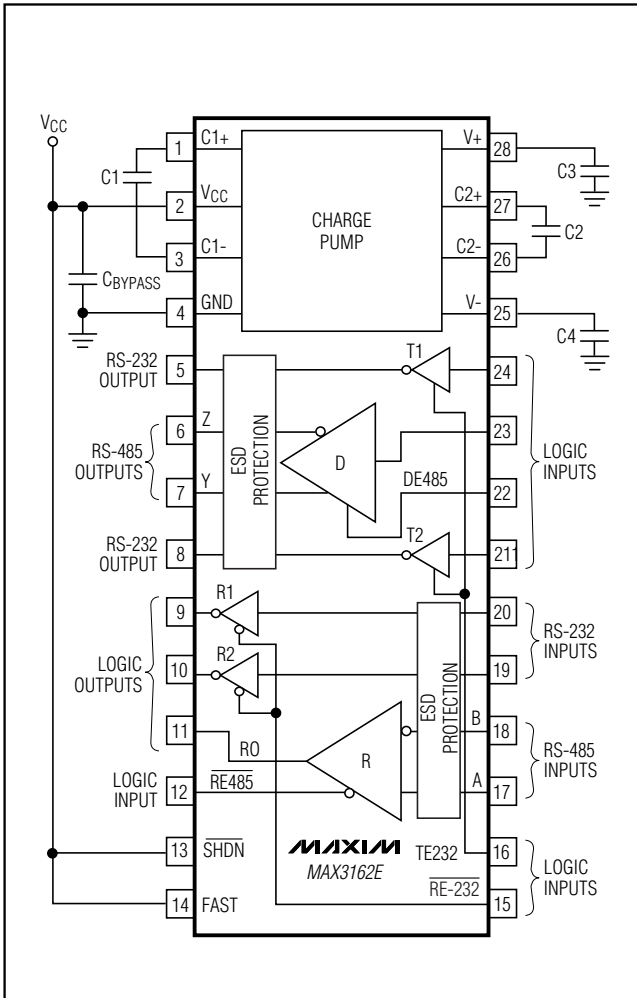 VCC
C1
1 C1+
2 VCC
3 C1-
CBYPASS
4 GND
CHARGE
PUMP
V+ 28
C3
C2+ 27
C2
C2- 26
V- 25
C4
RS-232
OUTPUT
5
T1
24
6 Z
RS-485
OUTPUTS
7 Y
ESD
PROTECTION
D
23
DE485
22
LOGIC
INPUTS
RS-232
OUTPUT
8
T2
211
9
R1
20
RS-232
INPUTS
10
R2
19
LOGIC
OUTPUTS
11
RO
R
ESD
PROTECTION
B 18
RS-485
INPUTS
A 17
LOGIC
INPUT
12
RE485
13 SHDN
MAXIM
MAX3162E
TE232
16
LOGIC
INPUTS
14 FAST
RE-232
15